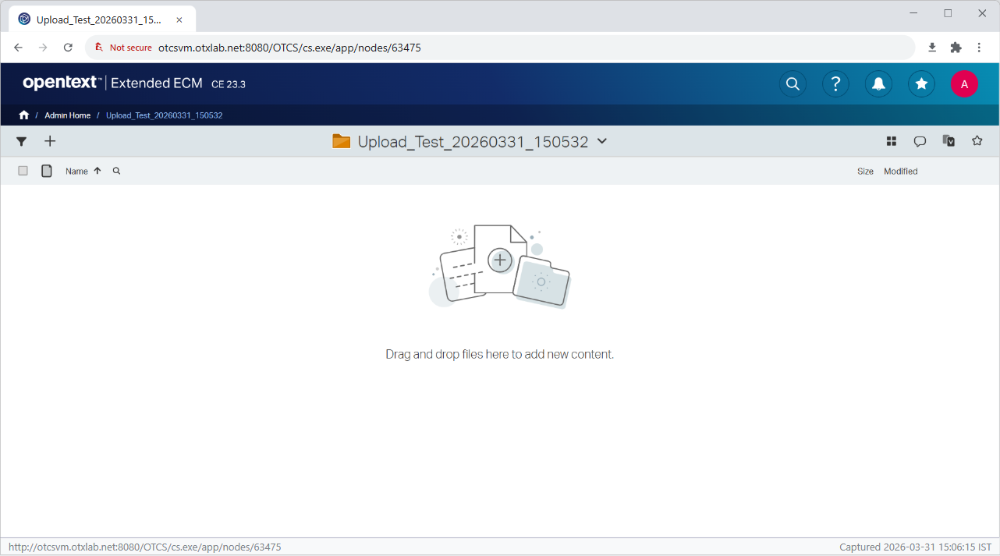 Upload_Test_20260331_15...
Not secure otcsvm.otxlab.net:8080/OTCS/cs.exe/app/nodes/63475
opentext™ | Extended ECM CE 23.3
A
/ Admin Home / Upload_Test_20260331_150532
Upload_Test_20260331_150532
Name Size Modified
Drag and drop files here to add new content.
http://otcsvm.otxlab.net:8080/OTCS/cs.exe/app/nodes/63475 Captured 2026-03-31 15:06:15 IST